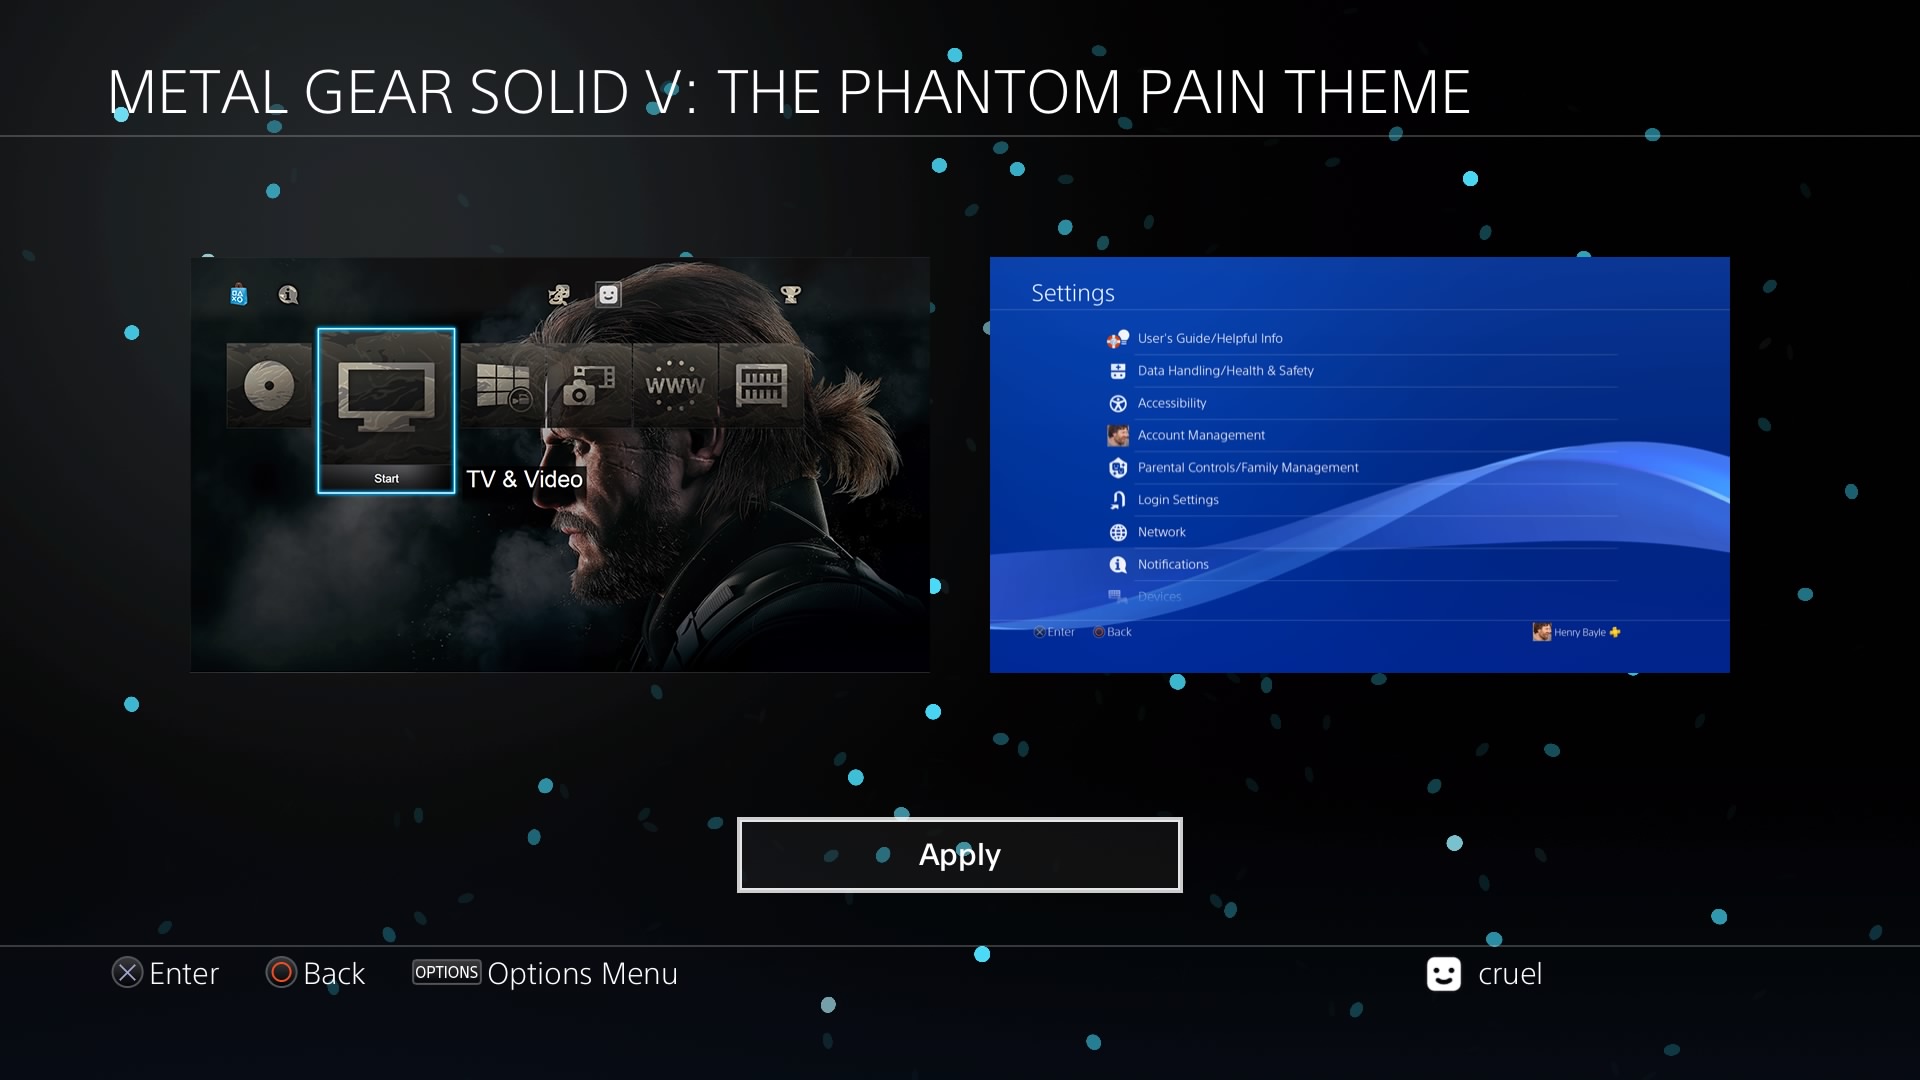 METAL GEAR SOLID V: THE PHANTOM PAIN THEME
WWW
Start
TV & Video
Settings
User's Guide/Helpful Info
Data Handling/Health & Safety
Accessibility
Account Management
Parental Controls/Family Management
Login Settings
Network
Notifications
Devices
Enter Back Henry Bayle
Apply
Enter Back OPTIONS Options Menu cruel